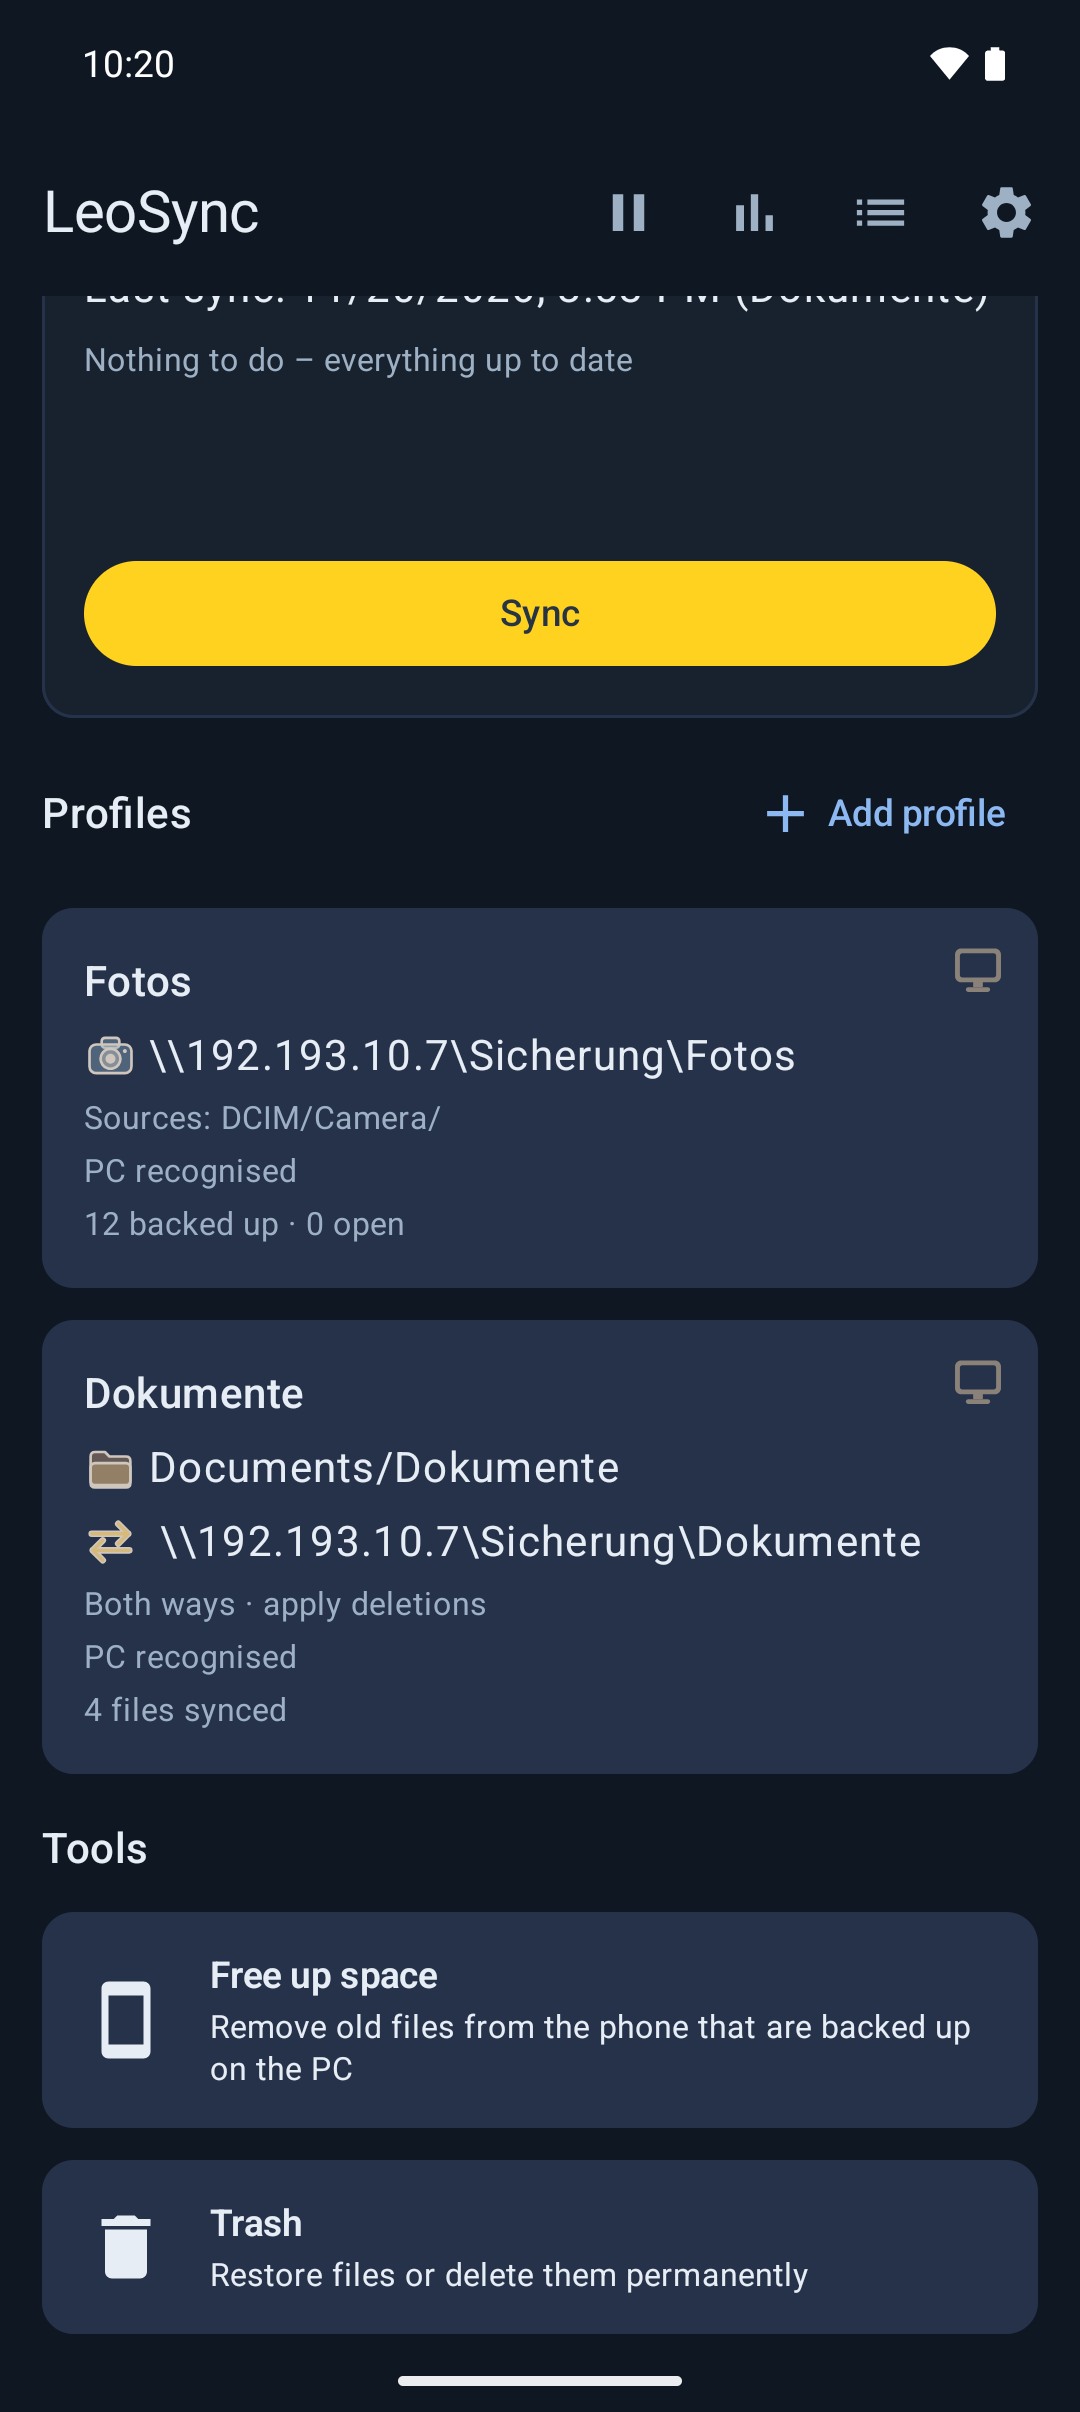 10:20
LeoSync
Last sync: (Dokumente)
Nothing to do – everything up to date
Sync
Profiles
Add profile
Fotos
\\192.193.10.7\Sicherung\Fotos
Sources: DCIM/Camera/
PC recognised
12 backed up · 0 open
Dokumente
Documents/Dokumente
\\192.193.10.7\Sicherung\Dokumente
Both ways · apply deletions
PC recognised
4 files synced
Tools
Free up space
Remove old files from the phone that are backed up
on the PC
Trash
Restore files or delete them permanently